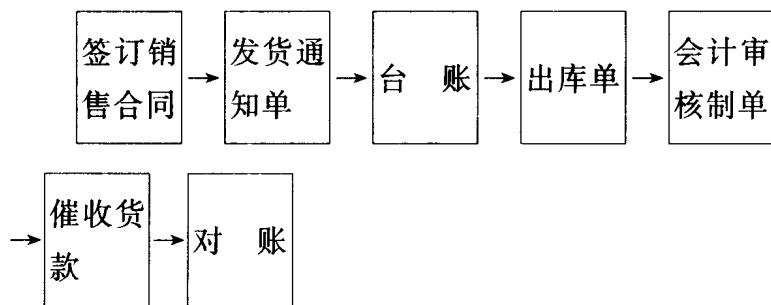 签订销售合同
发货通知单
台 账
出库单
会计审核制单
催收货款
对 账